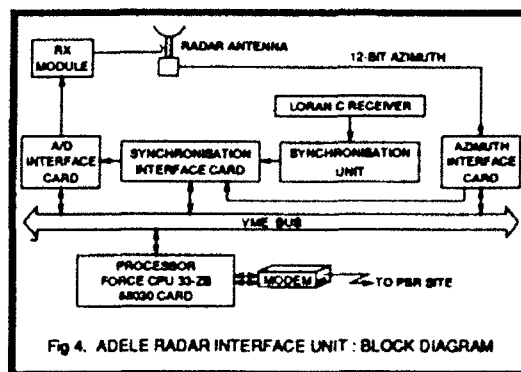 RX MODULE
RADAR ANTENNA
12-BIT AZIMUTH
LORAN C RECEIVER
A/D INTERFACE CARD
SYNCHRONISATION INTERFACE CARD
SYNCHRONISATION UNIT
AZIMUTH INTERFACE CARD
VME BUS
PROCESSOR
FORCE CPU 33-ZB
68030 CARD
MODEM
TO PSR SITE
Fig 4. ADELE RADAR INTERFACE UNIT : BLOCK DIAGRAM